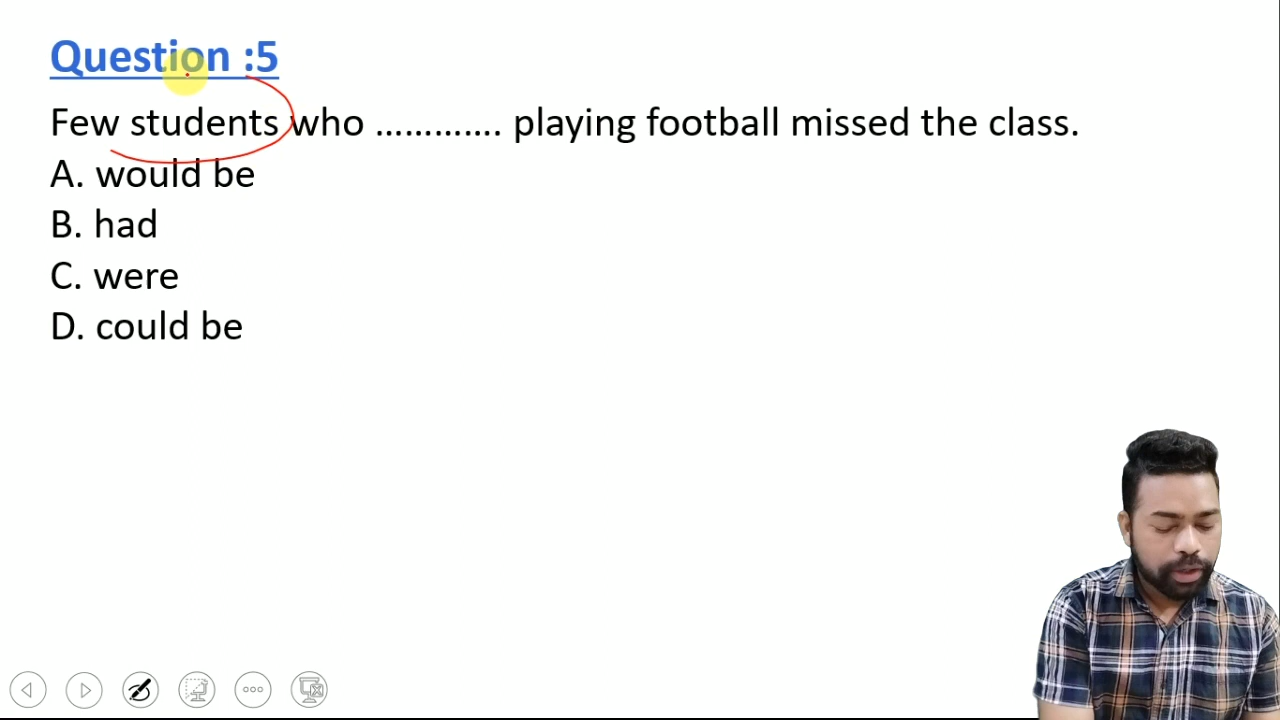 Question :5
Few students who ............. playing football missed the class.
A. would be
B. had
C. were
D. could be